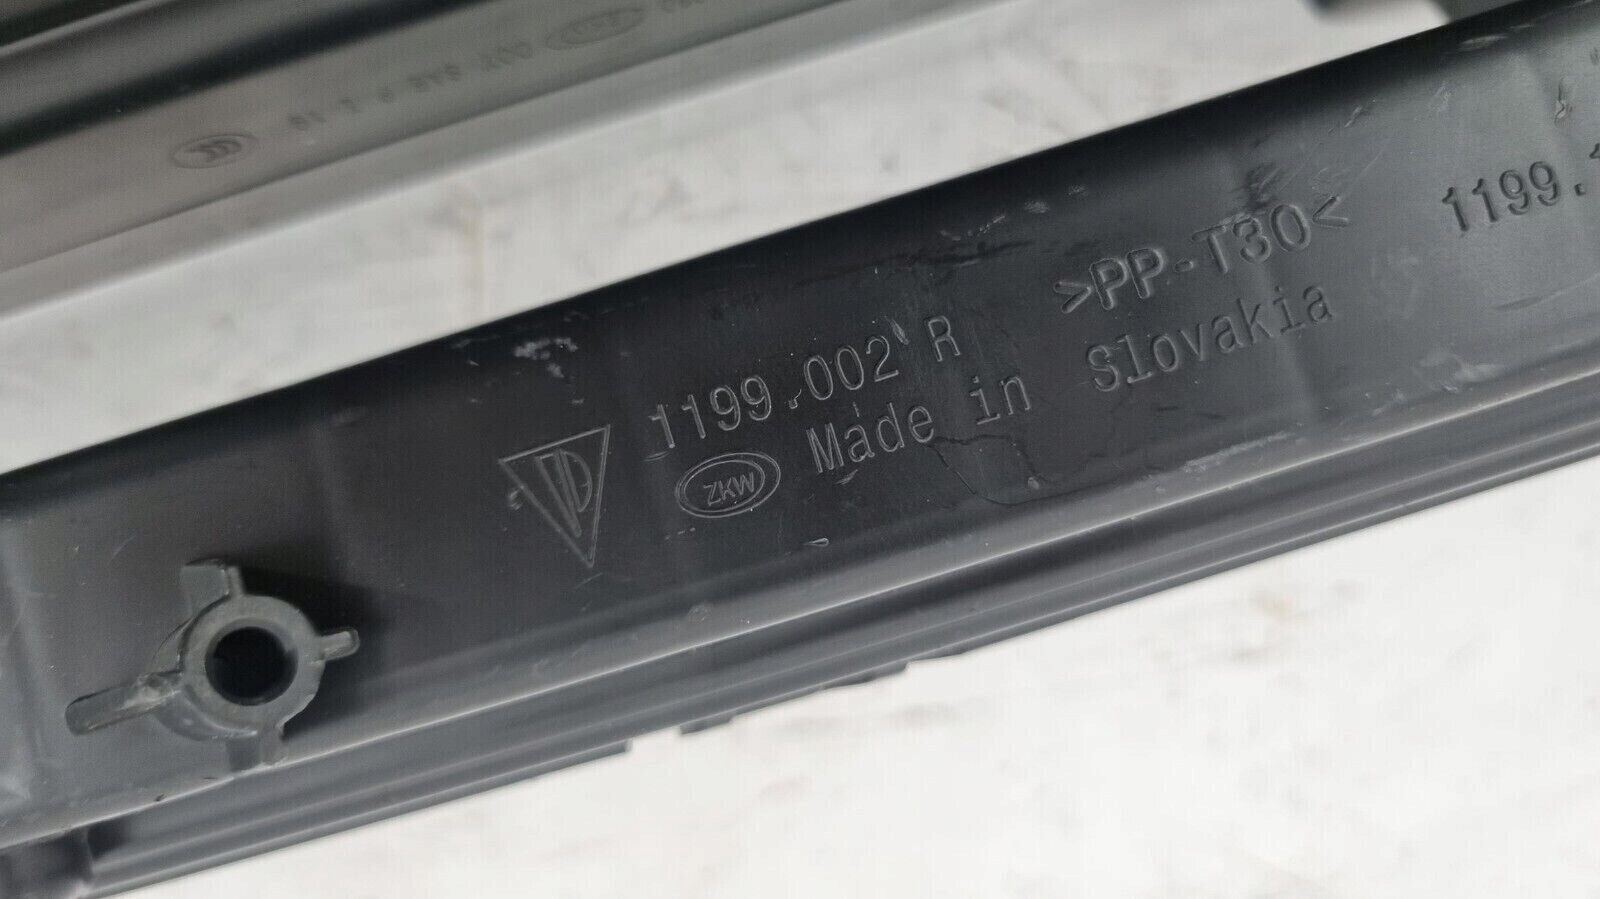 1199.002 R
>PP-T30<
1199.
ZKW
Made in Slovakia